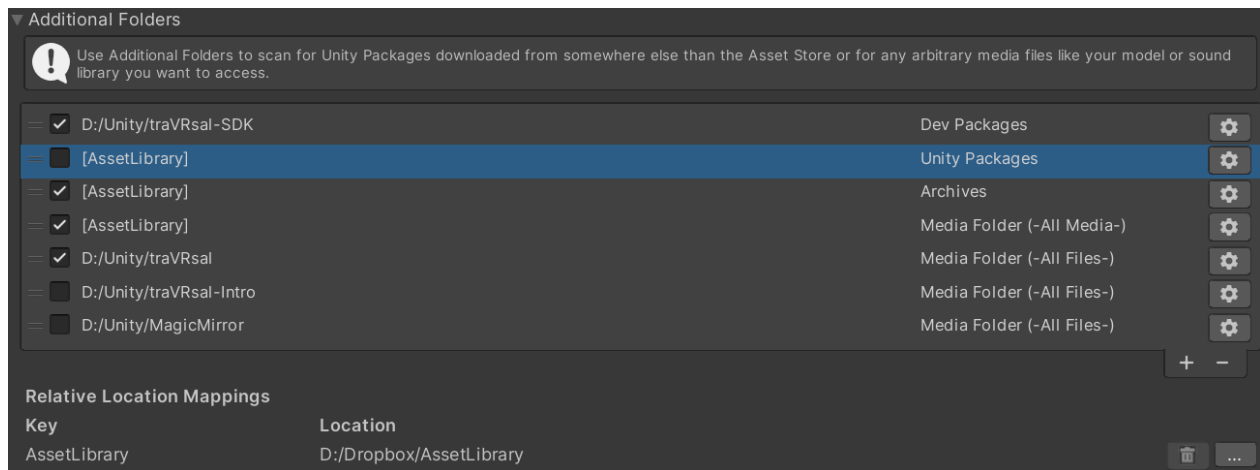 Additional Folders
Use Additional Folders to scan for Unity Packages downloaded from somewhere else than the Asset Store or for any arbitrary media files like your model or sound
library you want to access.
D:/Unity/traVRsal-SDK Dev Packages
[AssetLibrary] Unity Packages
[AssetLibrary] Archives
[AssetLibrary] Media Folder (-All Media-)
D:/Unity/traVRsal Media Folder (-All Files-)
D:/Unity/traVRsal-Intro Media Folder (-All Files-)
D:/Unity/MagicMirror Media Folder (-All Files-)
+ −
Relative Location Mappings
Key Location
AssetLibrary D:/Dropbox/AssetLibrary ...